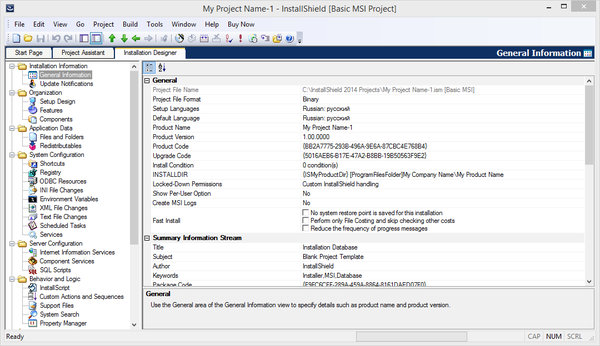 My Project Name-1 - InstallShield [Basic MSI Project]
File Edit View Go Project Build Tools Window Help Buy Now
Start Page Project Assistant Installation Designer General Information
Installation Information
General Information
Update Notifications
Organization
Setup Design
Features
Components
Application Data
Files and Folders
Redistributables
System Configuration
Shortcuts
Registry
ODBC Resources
INI File Changes
Environment Variables
XML File Changes
Text File Changes
Scheduled Tasks
Services
Server Configuration
Internet Information Services
Component Services
SQL Scripts
Behavior and Logic
InstallScript
Custom Actions and Sequences
Support Files
System Search
Property Manager
General
Project File Name C:\InstallShield 2014 Projects\My Project Name-1.ism [Basic MSI]
Project File Format Binary
Setup Languages Russian: русский
Default Language Russian: русский
Product Name My Project Name-1
Product Version 1.00.0000
Product Code {BB2A7775-293B-496A-9E6A-87CBC4E768B4}
Upgrade Code {5016AEB6-B17E-47A2-B8BB-19B50563F9E2}
Install Condition 0 condition(s)
INSTALLDIR {ISMyProductDir} [ProgramFilesFolder]My Company Name\My Product Name
Locked-Down Permissions Custom InstallShield handling
Show Per-User Option No
Create MSI Logs No
Fast Install
No system restore point is saved for this installation
Perform only File Costing and skip checking other costs
Reduce the frequency of progress messages
Summary Information Stream
Title Installation Database
Subject Blank Project Template
Author InstallShield
Keywords Installer,MSI,Database
Package Code
General
Use the General area of the General Information view to specify details such as product name and product version.
Ready CAP NUM SCRL